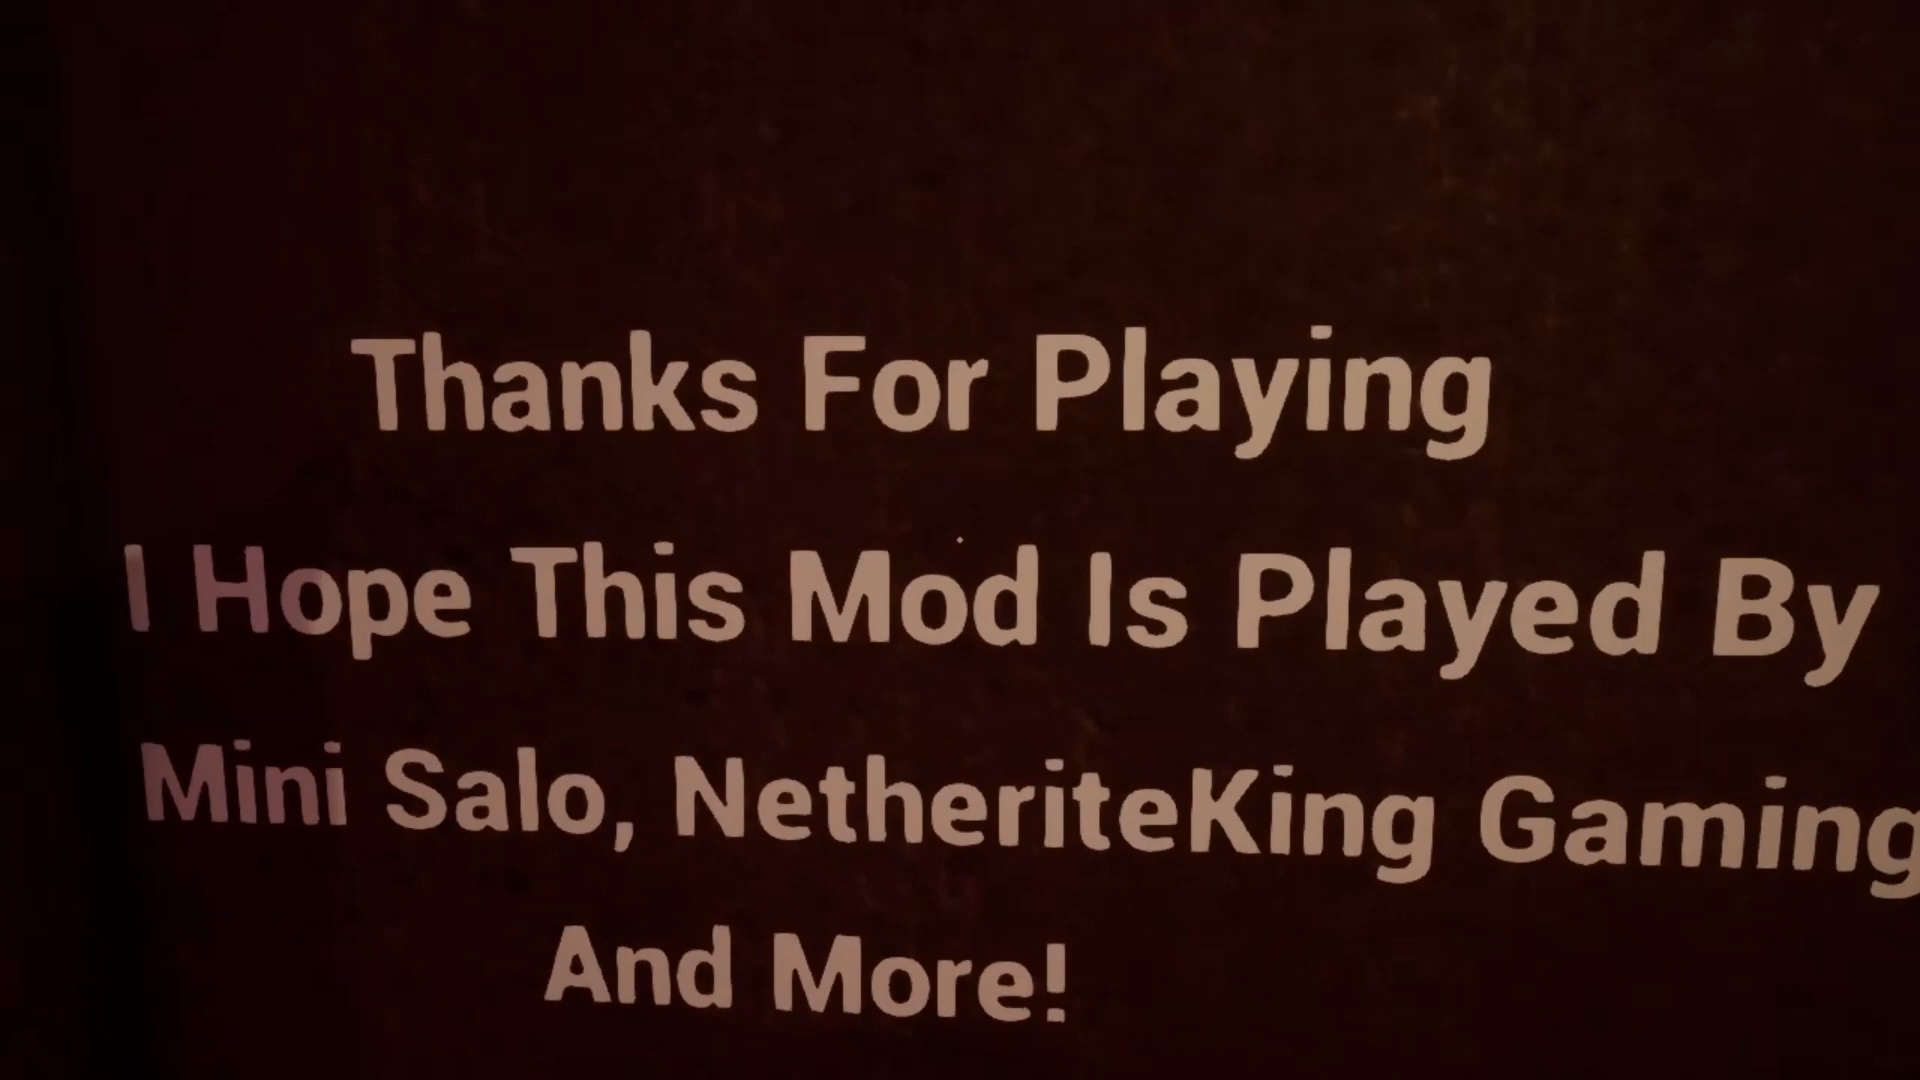 Thanks For Playing
I Hope This Mod Is Played By
Mini Salo, NetheriteKing Gaming
And More!